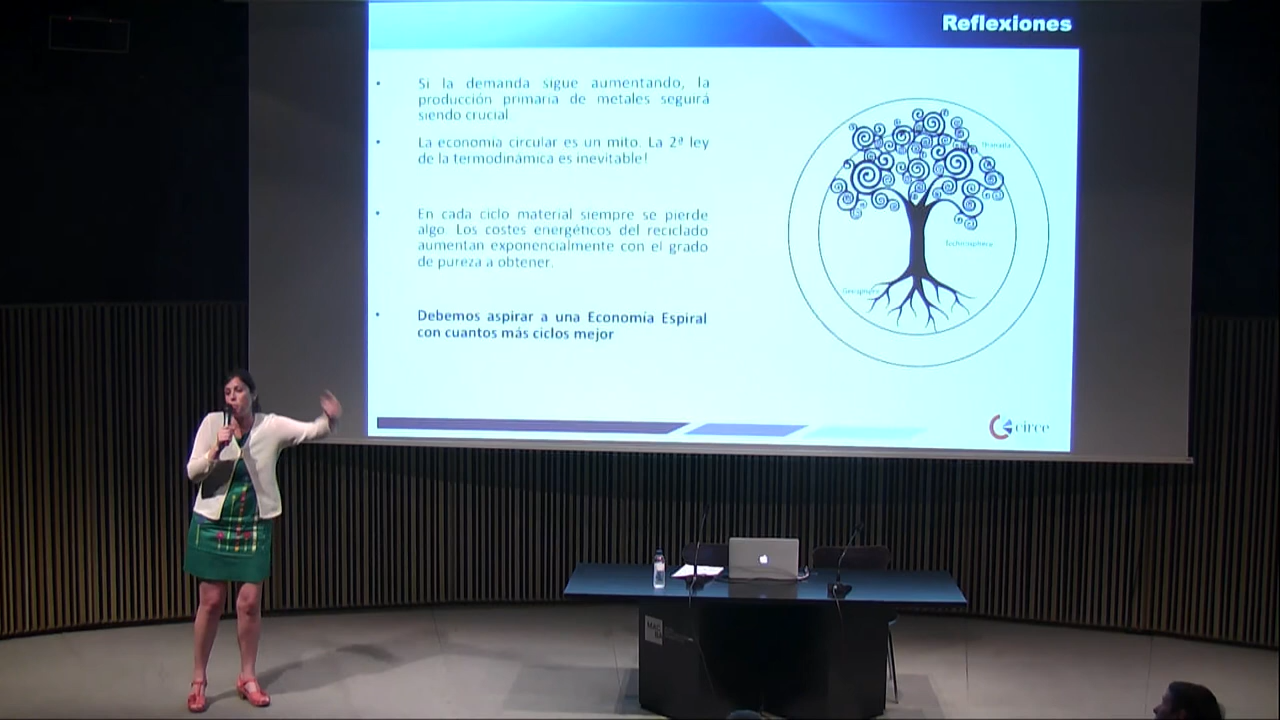 Reflexiones
Si la demanda sigue aumentando, la
producción primaria de metales seguirá
siendo crucial
La economía circular es un mito. La 2ª ley
de la termodinámica es inevitable!
En cada ciclo material siempre se pierde
algo. Los costes energéticos del reciclado
aumentan exponencialmente con el grado
de pureza a obtener.
Debemos aspirar a una Economía Espiral
con cuantos más ciclos mejor
circe
MAC
BA